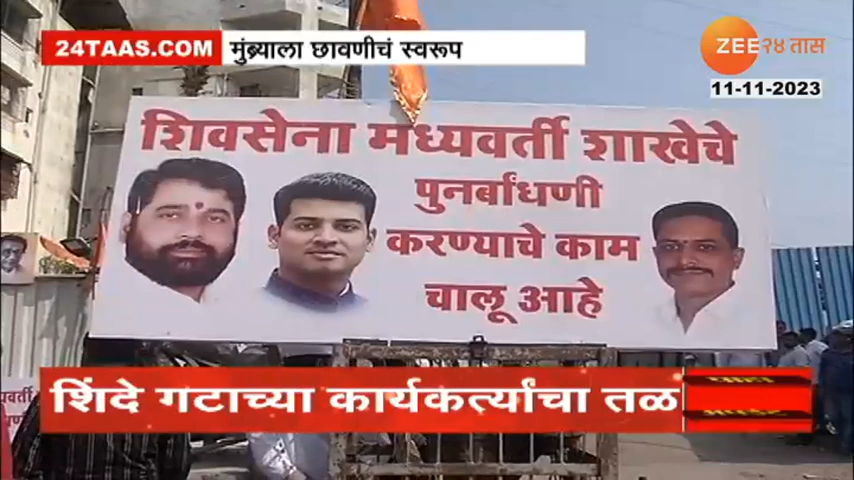 24TAAS.COM मुंब्र्याला छावणीचं स्वरूप
ZEE २४ तास
11-11-2023
शिवसेना मध्यवर्ती शाखेचे
पुनर्बांधणी
करण्याचे काम
चालू आहे
शिंदे गटाच्या कार्यकर्त्यांचा तळ